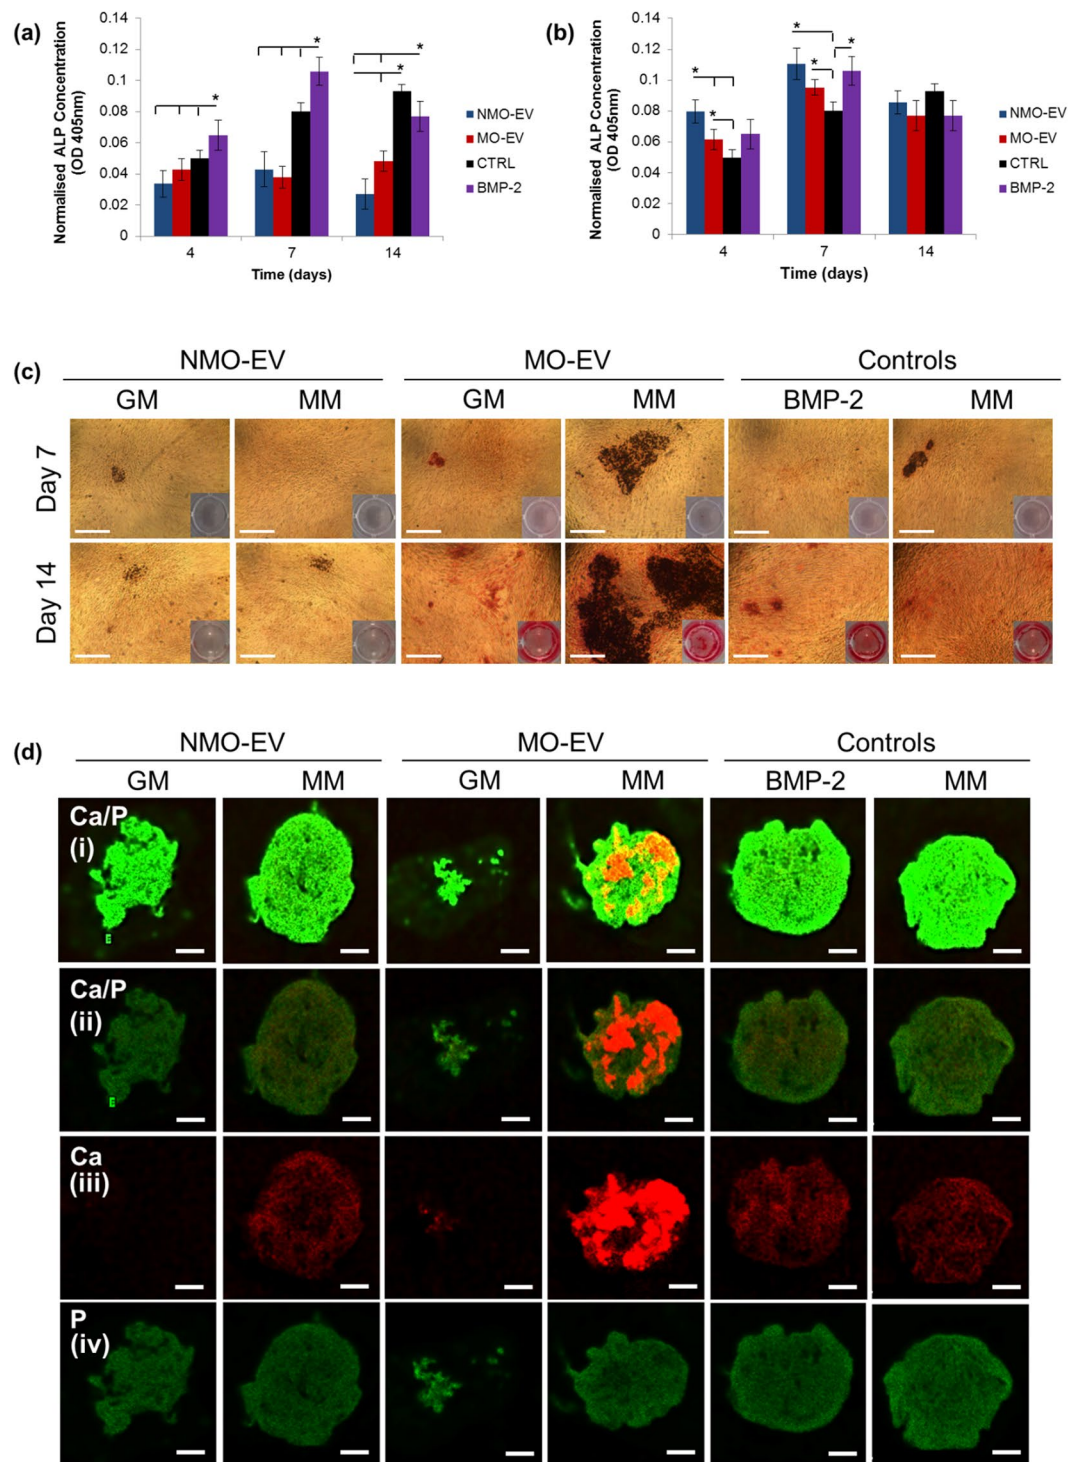 (a)
Normalised ALP Concentration
(OD 405nm)
0.14
0.12
0.1
0.08
0.06
0.04
0.02
0
* * * *
4 7 14
Time (days)
NMO-EV
MO-EV
CTRL
BMP-2
(b)
Normalised ALP Concentration
(OD 405nm)
0.14
0.12
0.1
0.08
0.06
0.04
0.02
0
* * * * *
4 7 14
Time (days)
NMO-EV
MO-EV
CTRL
BMP-2
(c)
NMO-EV MO-EV Controls
GM MM GM MM BMP-2 MM
Day 7
Day 14
(d)
NMO-EV MO-EV Controls
GM MM GM MM BMP-2 MM
Ca/P
(i)
E
Ca/P
(ii)
E
Ca
(iii)
P
(iv)